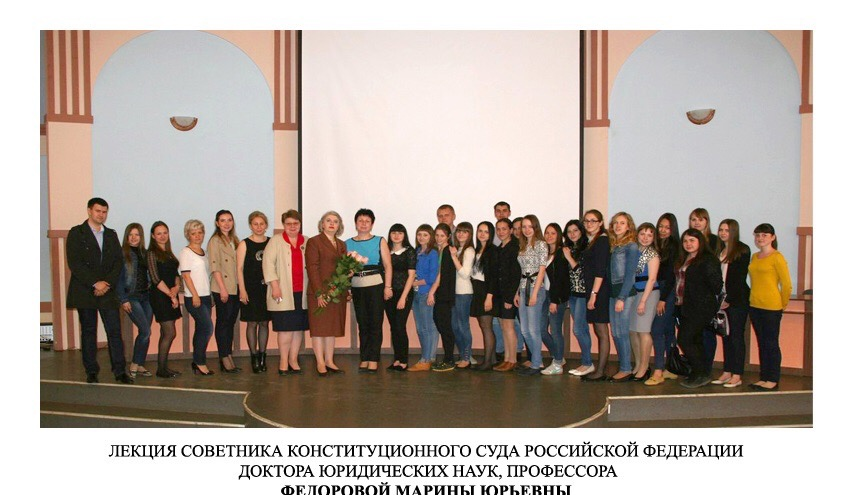 ЛЕКЦИЯ СОВЕТНИКА КОНСТИТУЦИОННОГО СУДА РОССИЙСКОЙ ФЕДЕРАЦИИ
ДОКТОРА ЮРИДИЧЕСКИХ НАУК, ПРОФЕССОРА
ФЕДОРОВОЙ МАРИНЫ ЮРЬЕВНЫ